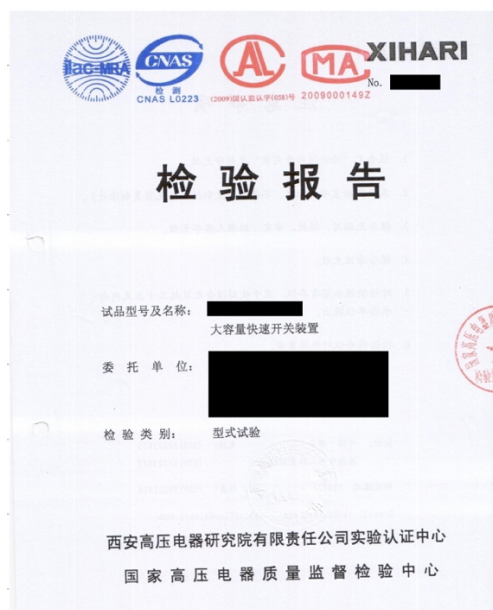 ilac-MRA
CNAS
检 测
CNAS L0223
AL
(2009)国认监认字(038)号
MA
2009000149Z
XIHARI
No.
检验报告
试品型号及名称：
大容量快速开关装置
委托单位：
检验类别：
型式试验
西安高压电器研究院有限责任公司实验认证中心
国家高压电器质量监督检验中心